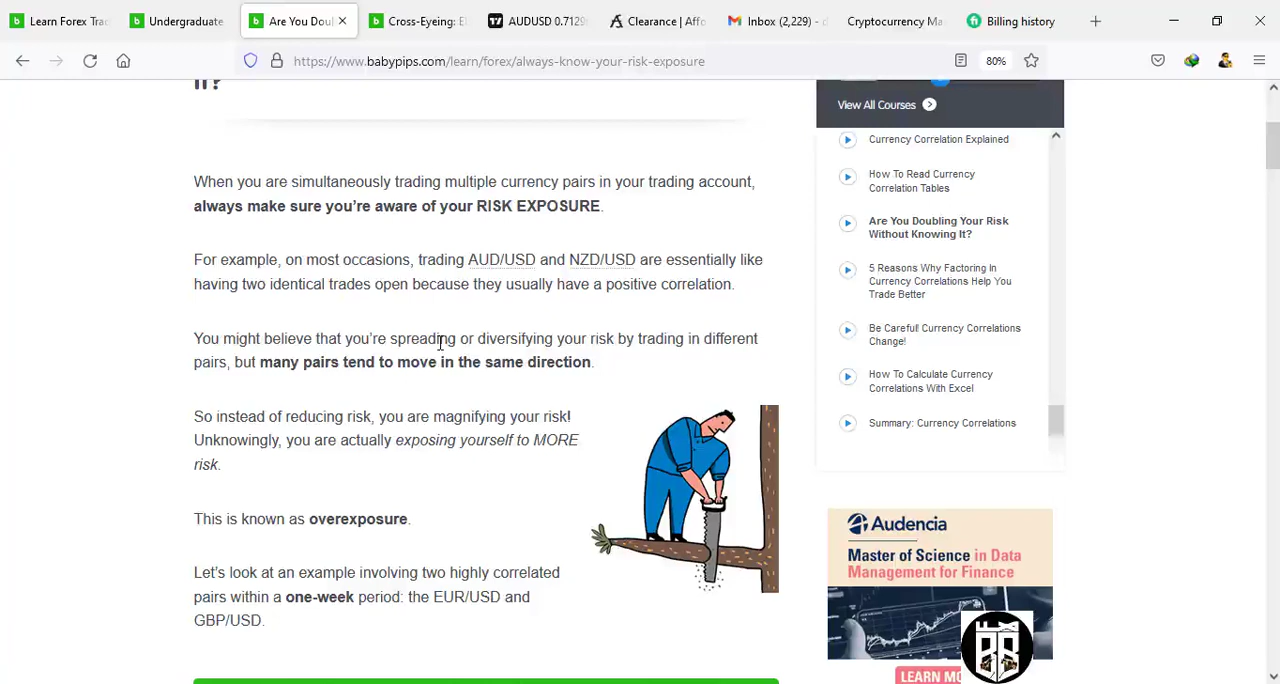 Learn Forex Tra
Undergraduate
Are You Doul
Cross-Eyeing: E
AUDUSD 0.7129
Clearance | Affo
Inbox (2,229) - d
Cryptocurrency Ma
Billing history
https://www.babypips.com/learn/forex/always-know-your-risk-exposure
80%
It?
When you are simultaneously trading multiple currency pairs in your trading account,
always make sure you're aware of your RISK EXPOSURE.
For example, on most occasions, trading AUD/USD and NZD/USD are essentially like
having two identical trades open because they usually have a positive correlation.
You might believe that you're spreading or diversifying your risk by trading in different
pairs, but many pairs tend to move in the same direction.
So instead of reducing risk, you are magnifying your risk!
Unknowingly, you are actually exposing yourself to MORE
risk.
This is known as overexposure.
Let's look at an example involving two highly correlated
pairs within a one-week period: the EUR/USD and
GBP/USD.
View All Courses
Currency Correlation Explained
How To Read Currency
Correlation Tables
Are You Doubling Your Risk
Without Knowing It?
5 Reasons Why Factoring In
Currency Correlations Help You
Trade Better
Be Careful! Currency Correlations
Change!
How To Calculate Currency
Correlations With Excel
Summary: Currency Correlations
Audencia
Master of Science in Data
Management for Finance
BB
LEARN MO